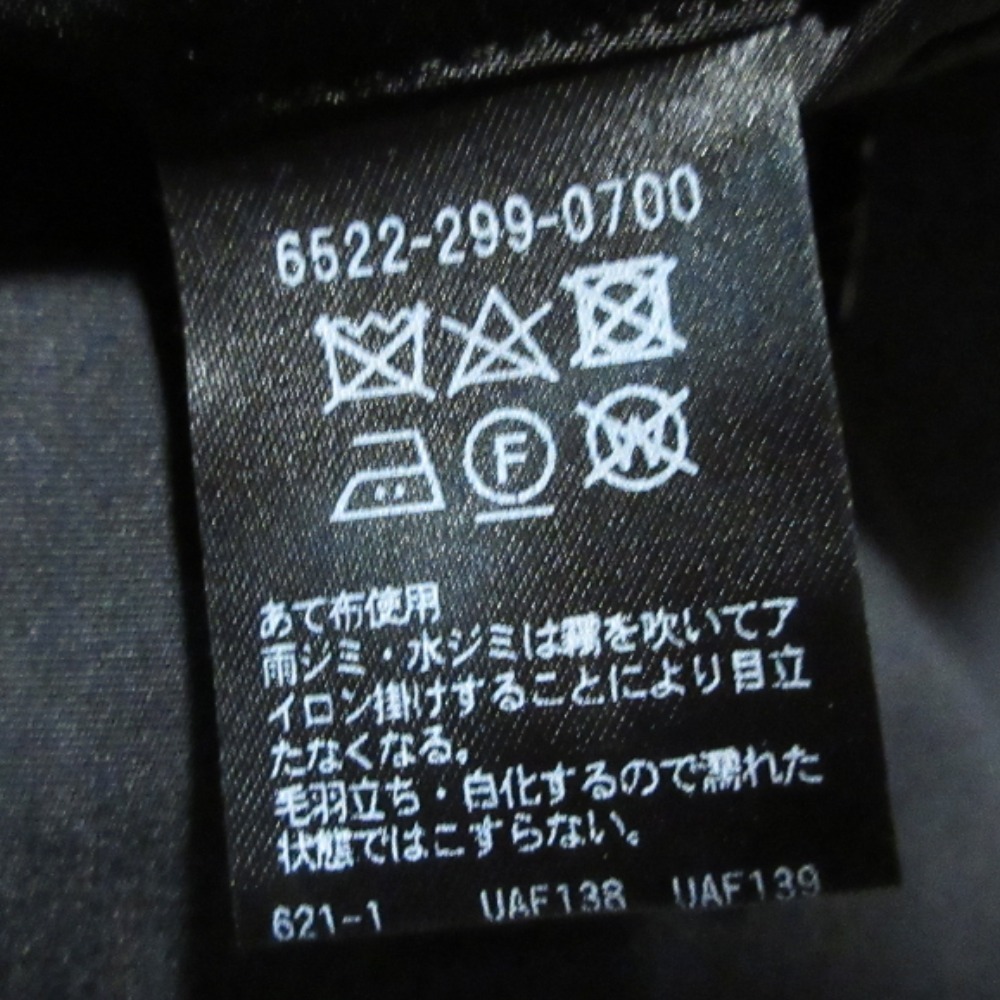 6522-299-0700
F
W
あて布使用
雨ジミ・水ジミは霧を吹いてア
イロン掛けすることにより目立
たなくなる。
毛羽立ち・白化するので濡れた
状態ではこすらない。
621-1 UAF138 UAF139